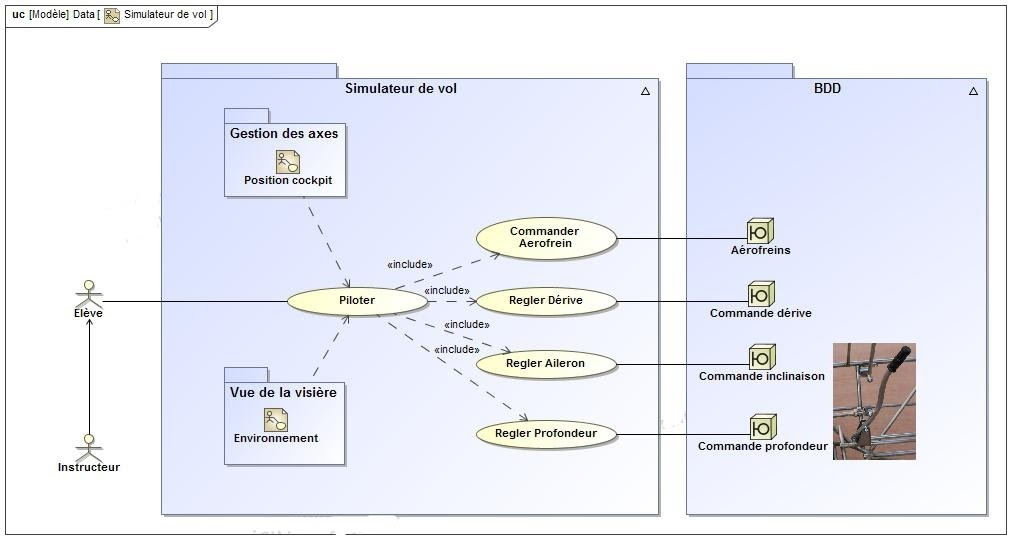 uc [Modèle] Data [ Simulateur de vol ]
Simulateur de vol
BDD
Gestion des axes
Position cockpit
Commander
Aerofrein
Aérofreins
«include»
«include»
Piloter
Regler Dérive
Elève
Commande dérive
«include»
«include»
Regler Aileron
Commande inclinaison
Vue de la visière
Environnement
Regler Profondeur
Commande profondeur
Instructeur